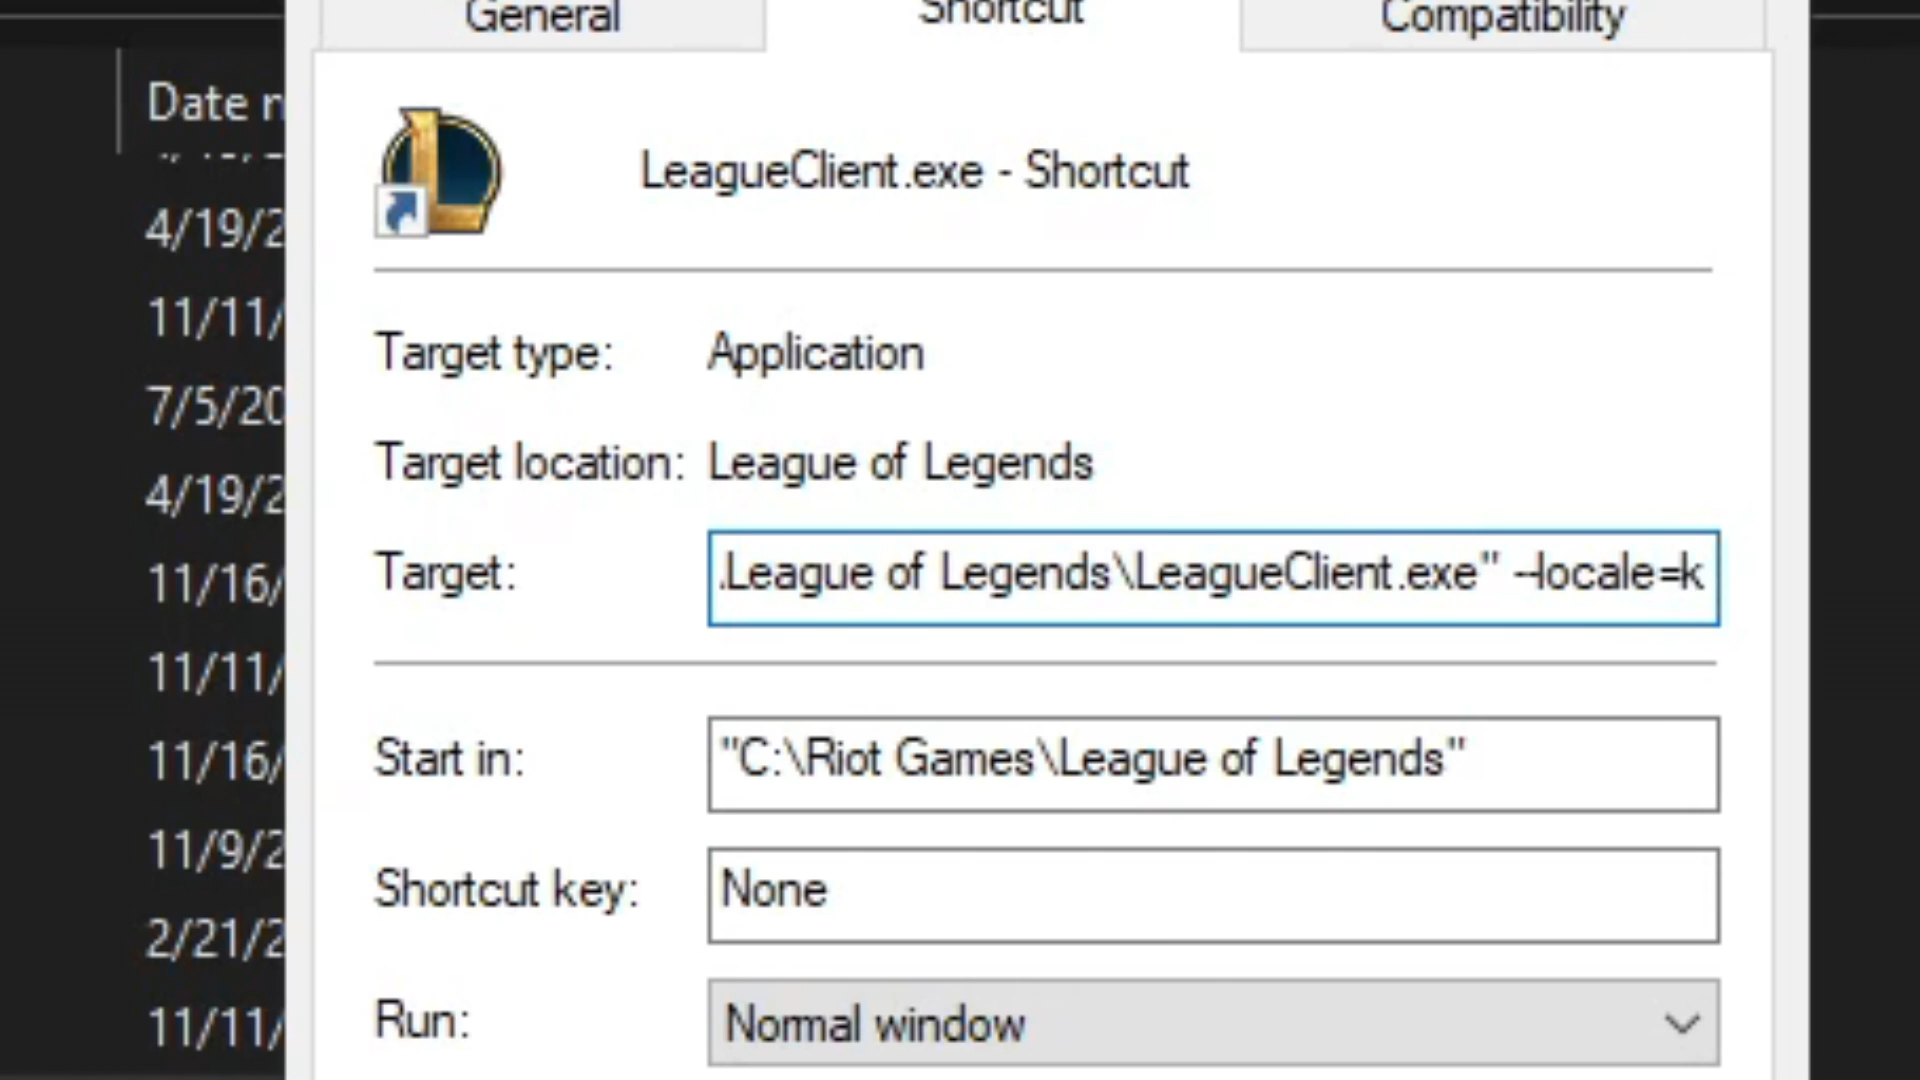 General
Shortcut
Compatibility
Date
LeagueClient.exe - Shortcut
4/19/2
11/11/
Target type: Application
7/5/20
Target location: League of Legends
4/19/2
Target: .League of Legends\LeagueClient.exe" --locale=k
11/16/
11/11/
Start in: "C:\Riot Games\League of Legends"
11/16/
11/9/2
Shortcut key: None
2/21/2
Run: Normal window
11/11/